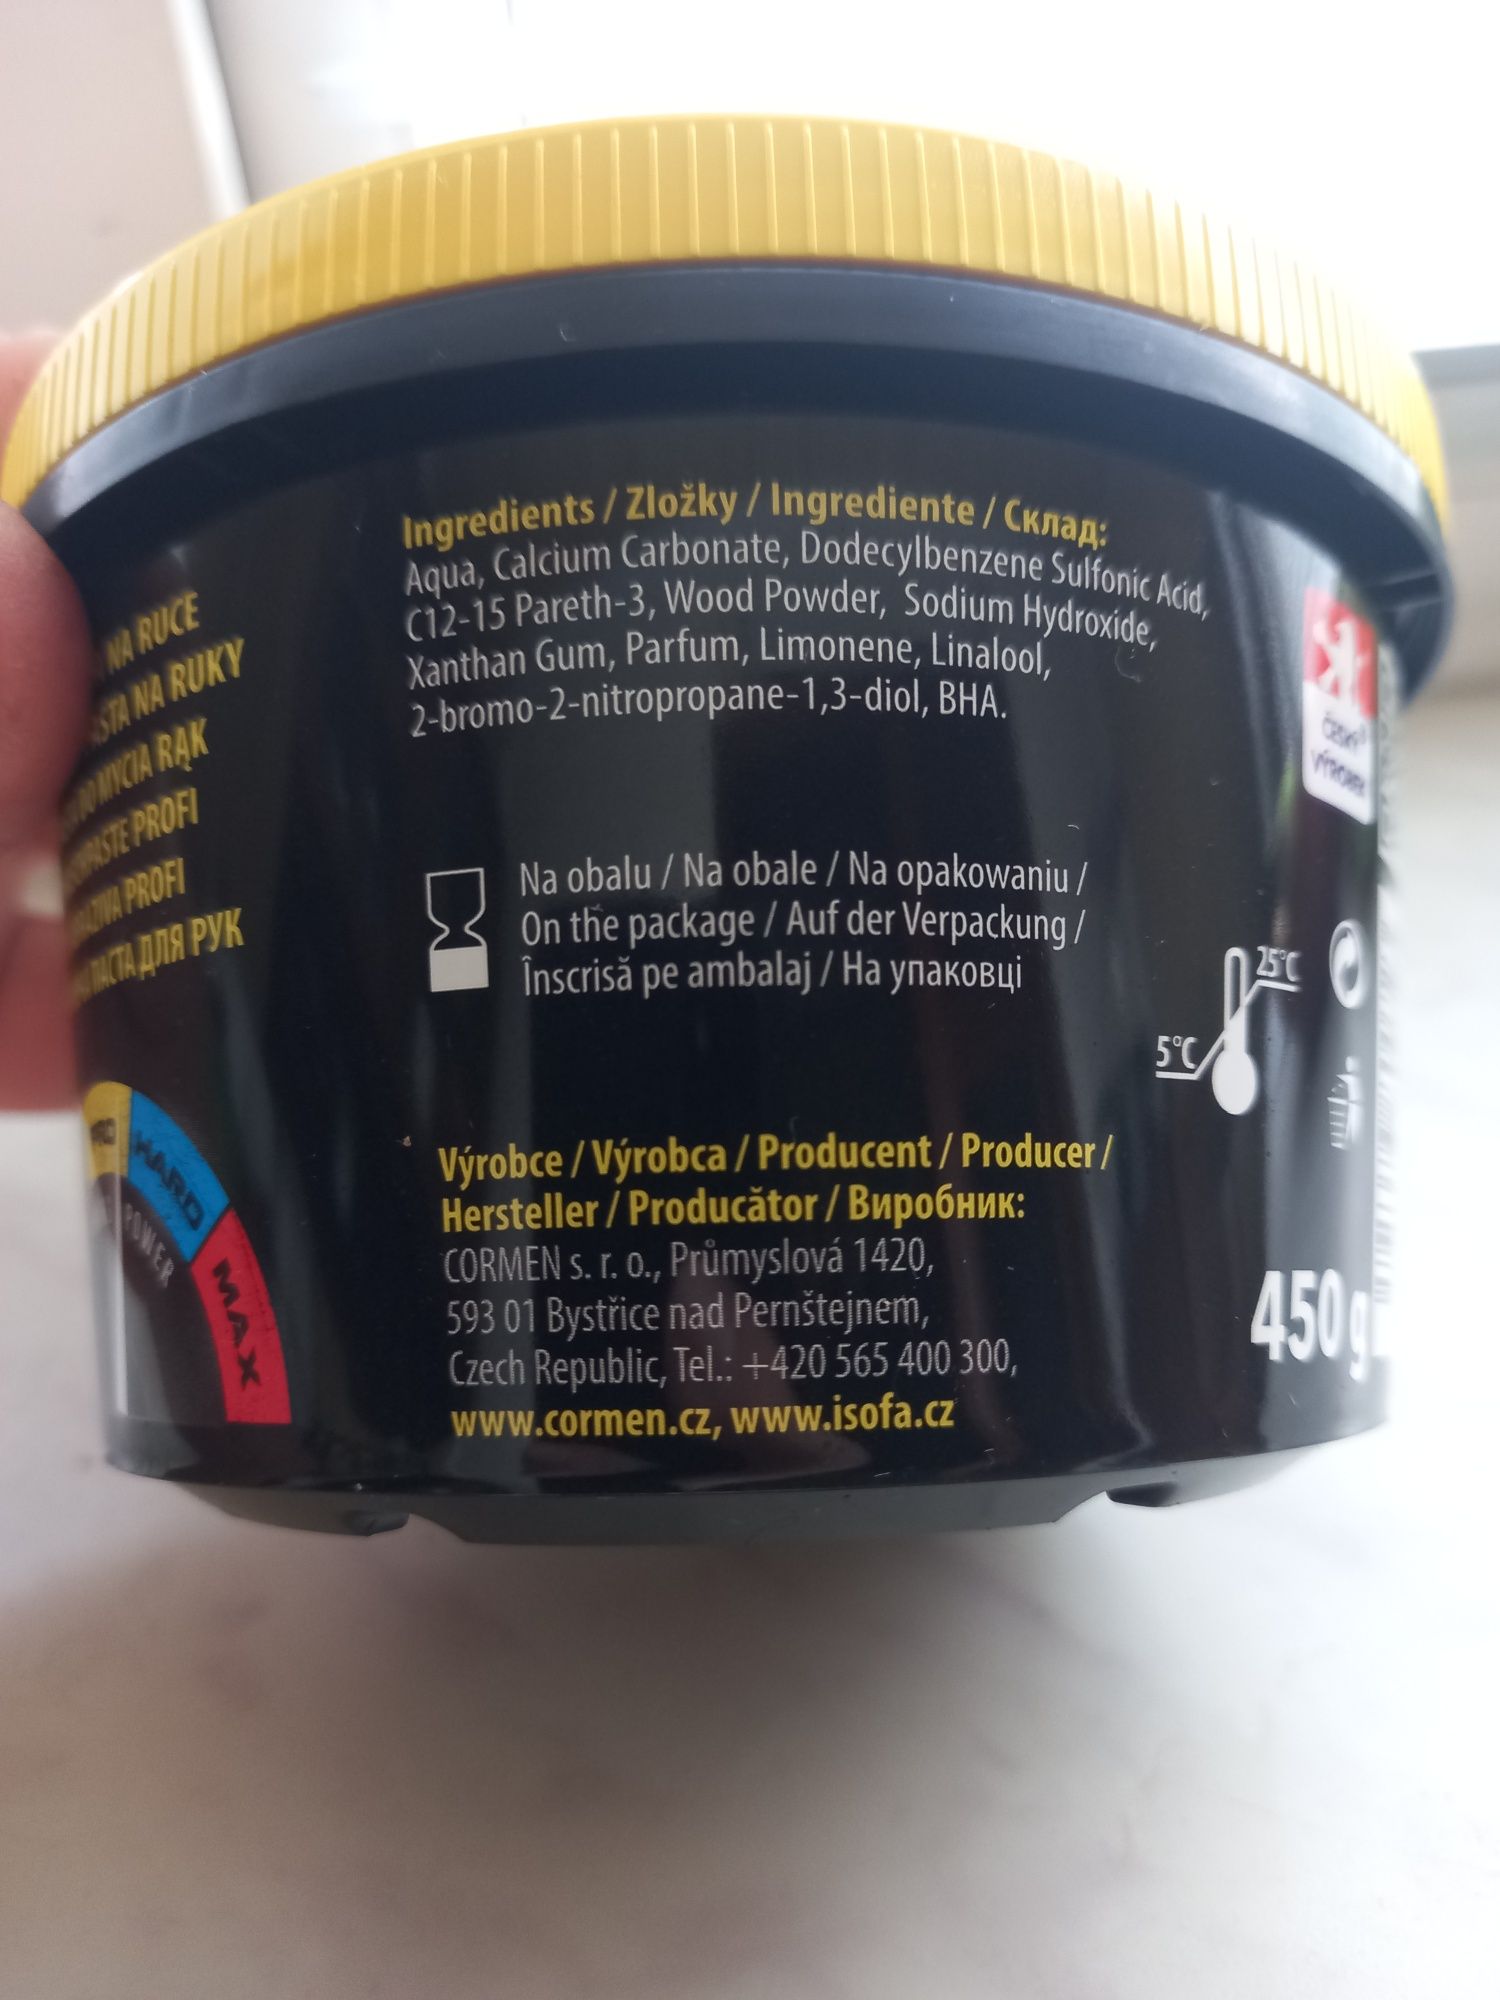 Ingredients / Zložky / Ingrediente / Склад:
Aqua, Calcium Carbonate, Dodecylbenzene Sulfonic Acid,
C12-15 Pareth-3, Wood Powder, Sodium Hydroxide,
Xanthan Gum, Parfum, Limonene, Linalool,
2-bromo-2-nitropropane-1,3-diol, BHA.
NA RUCE
NA RUKY
DO MYCIA RĄK
PROFI
PROFI
ПАСТА ДЛЯ РУК
ČESKÝ
VÝROBEK
Na obalu / Na obale / Na opakowaniu /
On the package / Auf der Verpackung /
Înscrisă pe ambalaj / На упаковці
25°C
5°C
HARD
POWER
MAX
Výrobce / Výrobca / Producent / Producer /
Hersteller / Producător / Виробник:
CORMEN s. r. o., Průmyslová 1420,
593 01 Bystřice nad Pernštejnem,
Czech Republic, Tel.: +420 565 400 300,
www.cormen.cz, www.isofa.cz
450 g